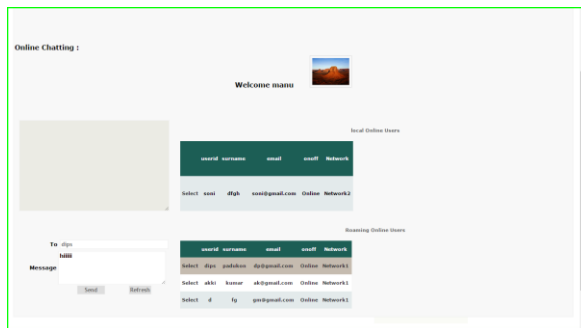 Online Chatting :
Welcome manu
local Online Users
userid surname email onoff Network
Select soni dfgh soni@gmail.com Online Network2
Roaming Online Users
To dips
userid surname email onoff Network
Message hiiiii
Select dips padukon dp@gmail.com Online Network1
Select akki kumar ak@gmail.com Online Network1
Send Refresh
Select d fg gm@gmail.com Online Network1